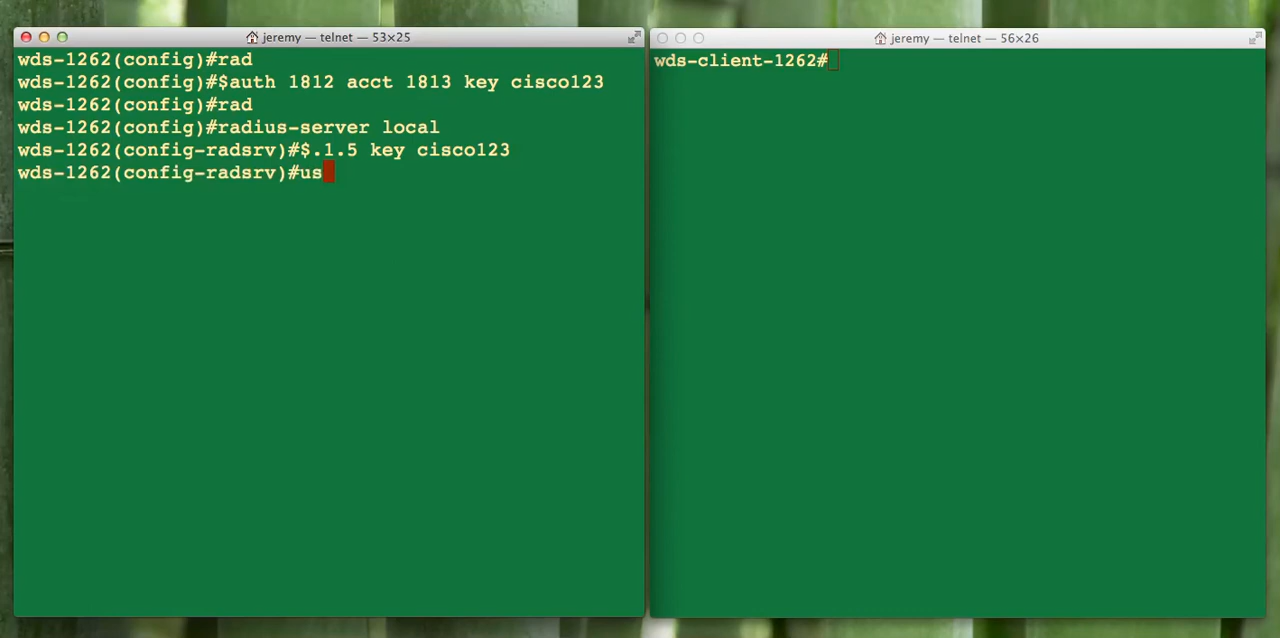 jeremy — telnet — 53×25
wds-1262(config)#rad
wds-1262(config)#$auth 1812 acct 1813 key cisco123
wds-1262(config)#rad
wds-1262(config)#radius-server local
wds-1262(config-radsrv)#$.1.5 key cisco123
wds-1262(config-radsrv)#us
jeremy — telnet — 56×26
wds-client-1262#